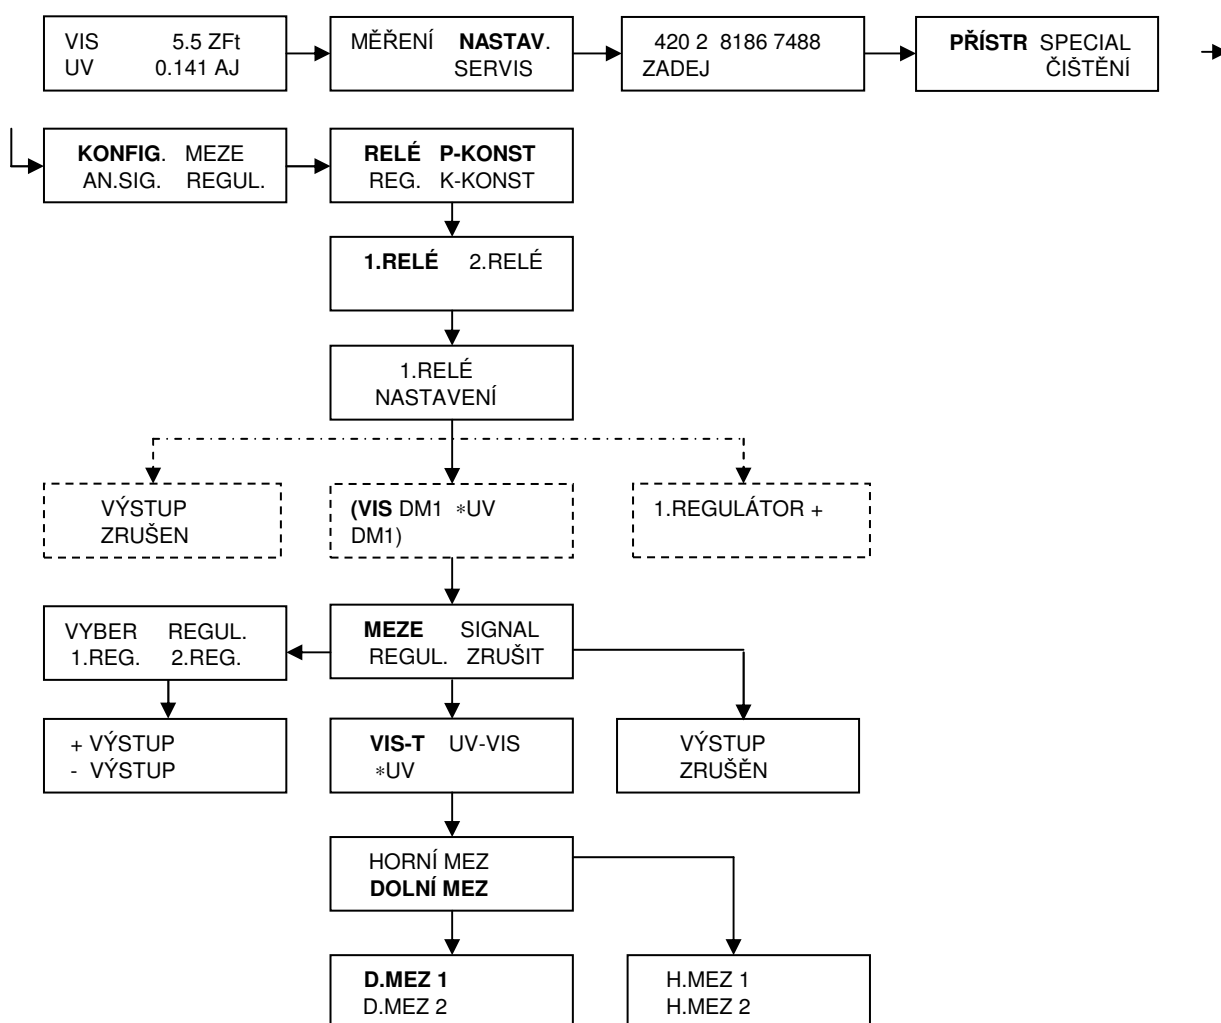 VIS 5.5 ZFt
UV 0.141 AJ
MĚŘENÍ NASTAV.
SERVIS
420 2 8186 7488
ZADEJ
PŘÍSTR SPECIAL
ČIŠTĚNÍ
KONFIG. MEZE
AN.SIG. REGUL.
RELÉ P-KONST
REG. K-KONST
1.RELÉ 2.RELÉ
1.RELÉ
NASTAVENÍ
VÝSTUP
ZRUŠEN
(VIS DM1 *UV
DM1)
1.REGULÁTOR +
VYBER REGUL.
1.REG. 2.REG.
MEZE SIGNAL
REGUL. ZRUŠIT
+ VÝSTUP
- VÝSTUP
VIS-T UV-VIS
*UV
VÝSTUP
ZRUŠĚN
HORNÍ MEZ
DOLNÍ MEZ
D.MEZ 1
D.MEZ 2
H.MEZ 1
H.MEZ 2